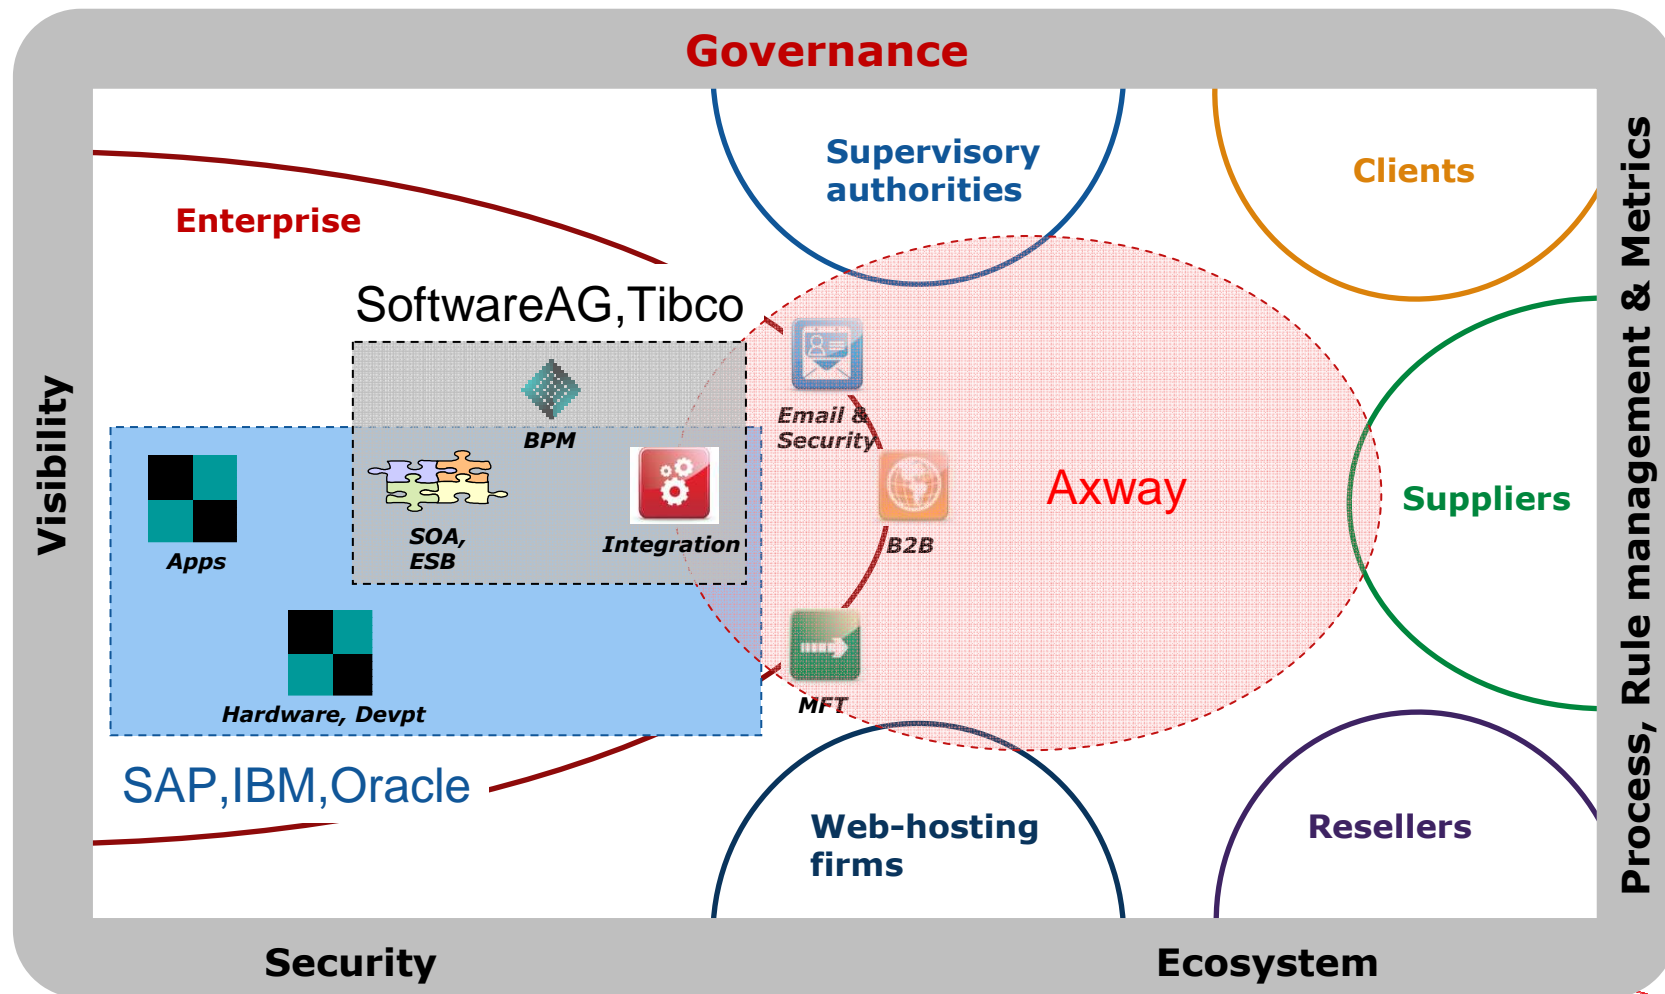 Governance
Supervisory
authorities
Clients
Enterprise
SoftwareAG,Tibco
Email &
Security
BPM
Axway
Suppliers
SOA,
ESB
Integration
B2B
Apps
Hardware, Devpt
MFT
SAP,IBM,Oracle
Web-hosting
firms
Resellers
Visibility
Process, Rule management & Metrics
Security
Ecosystem